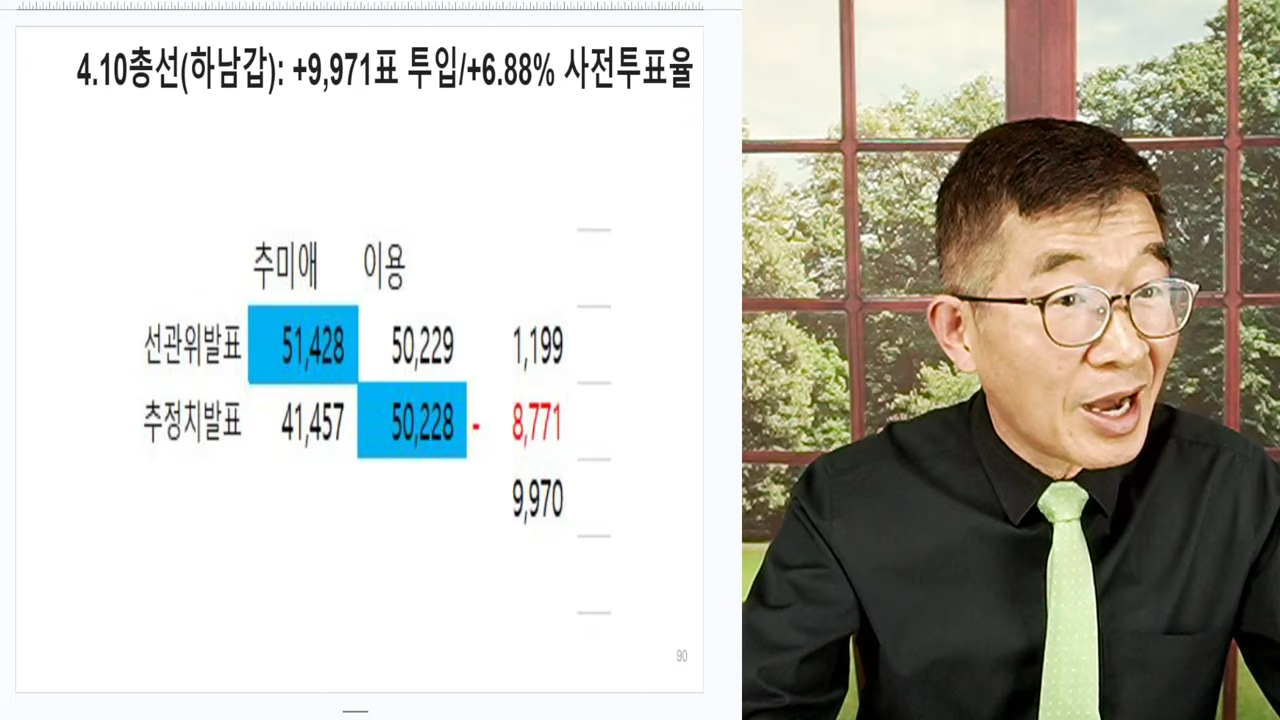 4.10총선(하남갑): +9,971표 투입/+6.88% 사전투표율
추미애 이용
선관위발표 51,428 50,229 1,199
추정치발표 41,457 50,228 - 8,771
9,970
90